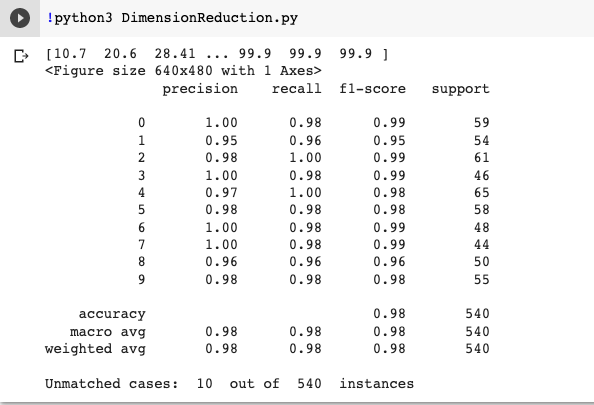 !python3 DimensionReduction.py
[10.7  20.6  28.41 ... 99.9  99.9  99.9 ]
<Figure size 640x480 with 1 Axes>
              precision    recall  f1-score   support

           0       1.00      0.98      0.99        59
           1       0.95      0.96      0.95        54
           2       0.98      1.00      0.99        61
           3       1.00      0.98      0.99        46
           4       0.97      1.00      0.98        65
           5       0.98      0.98      0.98        58
           6       1.00      0.98      0.99        48
           7       1.00      0.98      0.99        44
           8       0.96      0.96      0.96        50
           9       0.98      0.98      0.98        55

    accuracy                           0.98       540
   macro avg       0.98      0.98      0.98       540
weighted avg       0.98      0.98      0.98       540

Unmatched cases:  10  out of  540  instances